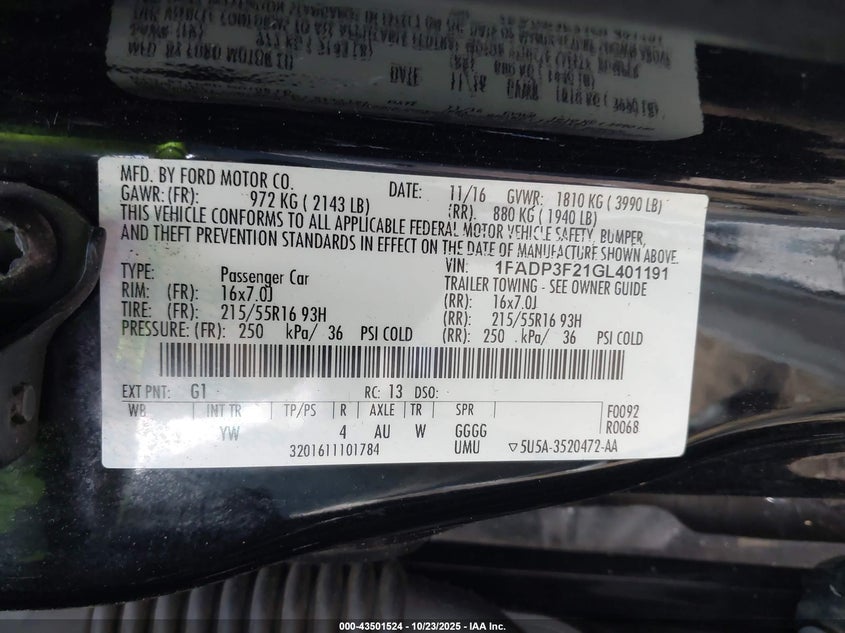 MFD. BY FORD MOTOR CO. DATE: 11/16 GVWR: 1810 KG ( 3990 LB)
GAWR: (FR): 972 KG ( 2143 LB) (RR): 880 KG ( 1940 LB)
THIS VEHICLE CONFORMS TO ALL APPLICABLE FEDERAL MOTOR VEHICLE SAFETY, BUMPER,
AND THEFT PREVENTION STANDARDS IN EFFECT ON THE DATE OF MANUFACTURE SHOWN ABOVE.
VIN: 1FADP3F21GL401191
TYPE: Passenger Car TRAILER TOWING - SEE OWNER GUIDE
RIM: (FR): 16x7.0J (RR): 16x7.0J
TIRE: (FR): 215/55R16 93H (RR): 215/55R16 93H
PRESSURE: (FR): 250 kPa/ 36 PSI COLD (RR): 250 kPa/ 36 PSI COLD
EXT PNT: G1 RC: 13 DSO:
WB INT TR TP/PS R AXLE TR SPR F0092
R0068
YW 4 AU W GGGG
3201611101784 UMU ▽5U5A-3520472-AA
000-43501524 | 10/23/2025 | IAA Inc.